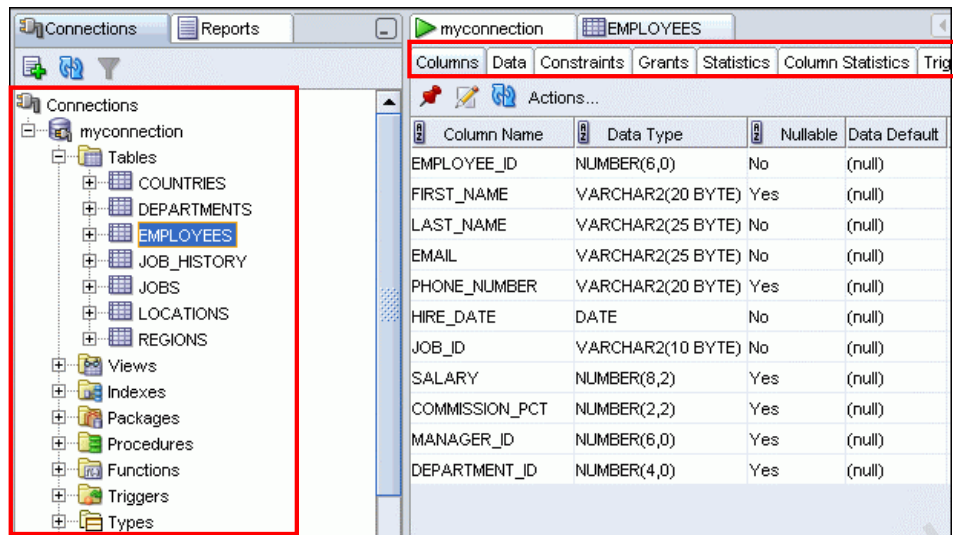 Connections
Reports
Connections
myconnection
Tables
COUNTRIES
DEPARTMENTS
EMPLOYEES
JOB_HISTORY
JOBS
LOCATIONS
REGIONS
Views
Indexes
Packages
Procedures
Functions
Triggers
Types
myconnection
EMPLOYEES
Columns Data Constraints Grants Statistics Column Statistics Trig
Actions...
Column Name Data Type Nullable Data Default
EMPLOYEE_ID NUMBER(6,0) No (null)
FIRST_NAME VARCHAR2(20 BYTE) Yes (null)
LAST_NAME VARCHAR2(25 BYTE) No (null)
EMAIL VARCHAR2(25 BYTE) No (null)
PHONE_NUMBER VARCHAR2(20 BYTE) Yes (null)
HIRE_DATE DATE No (null)
JOB_ID VARCHAR2(10 BYTE) No (null)
SALARY NUMBER(8,2) Yes (null)
COMMISSION_PCT NUMBER(2,2) Yes (null)
MANAGER_ID NUMBER(6,0) Yes (null)
DEPARTMENT_ID NUMBER(4,0) Yes (null)